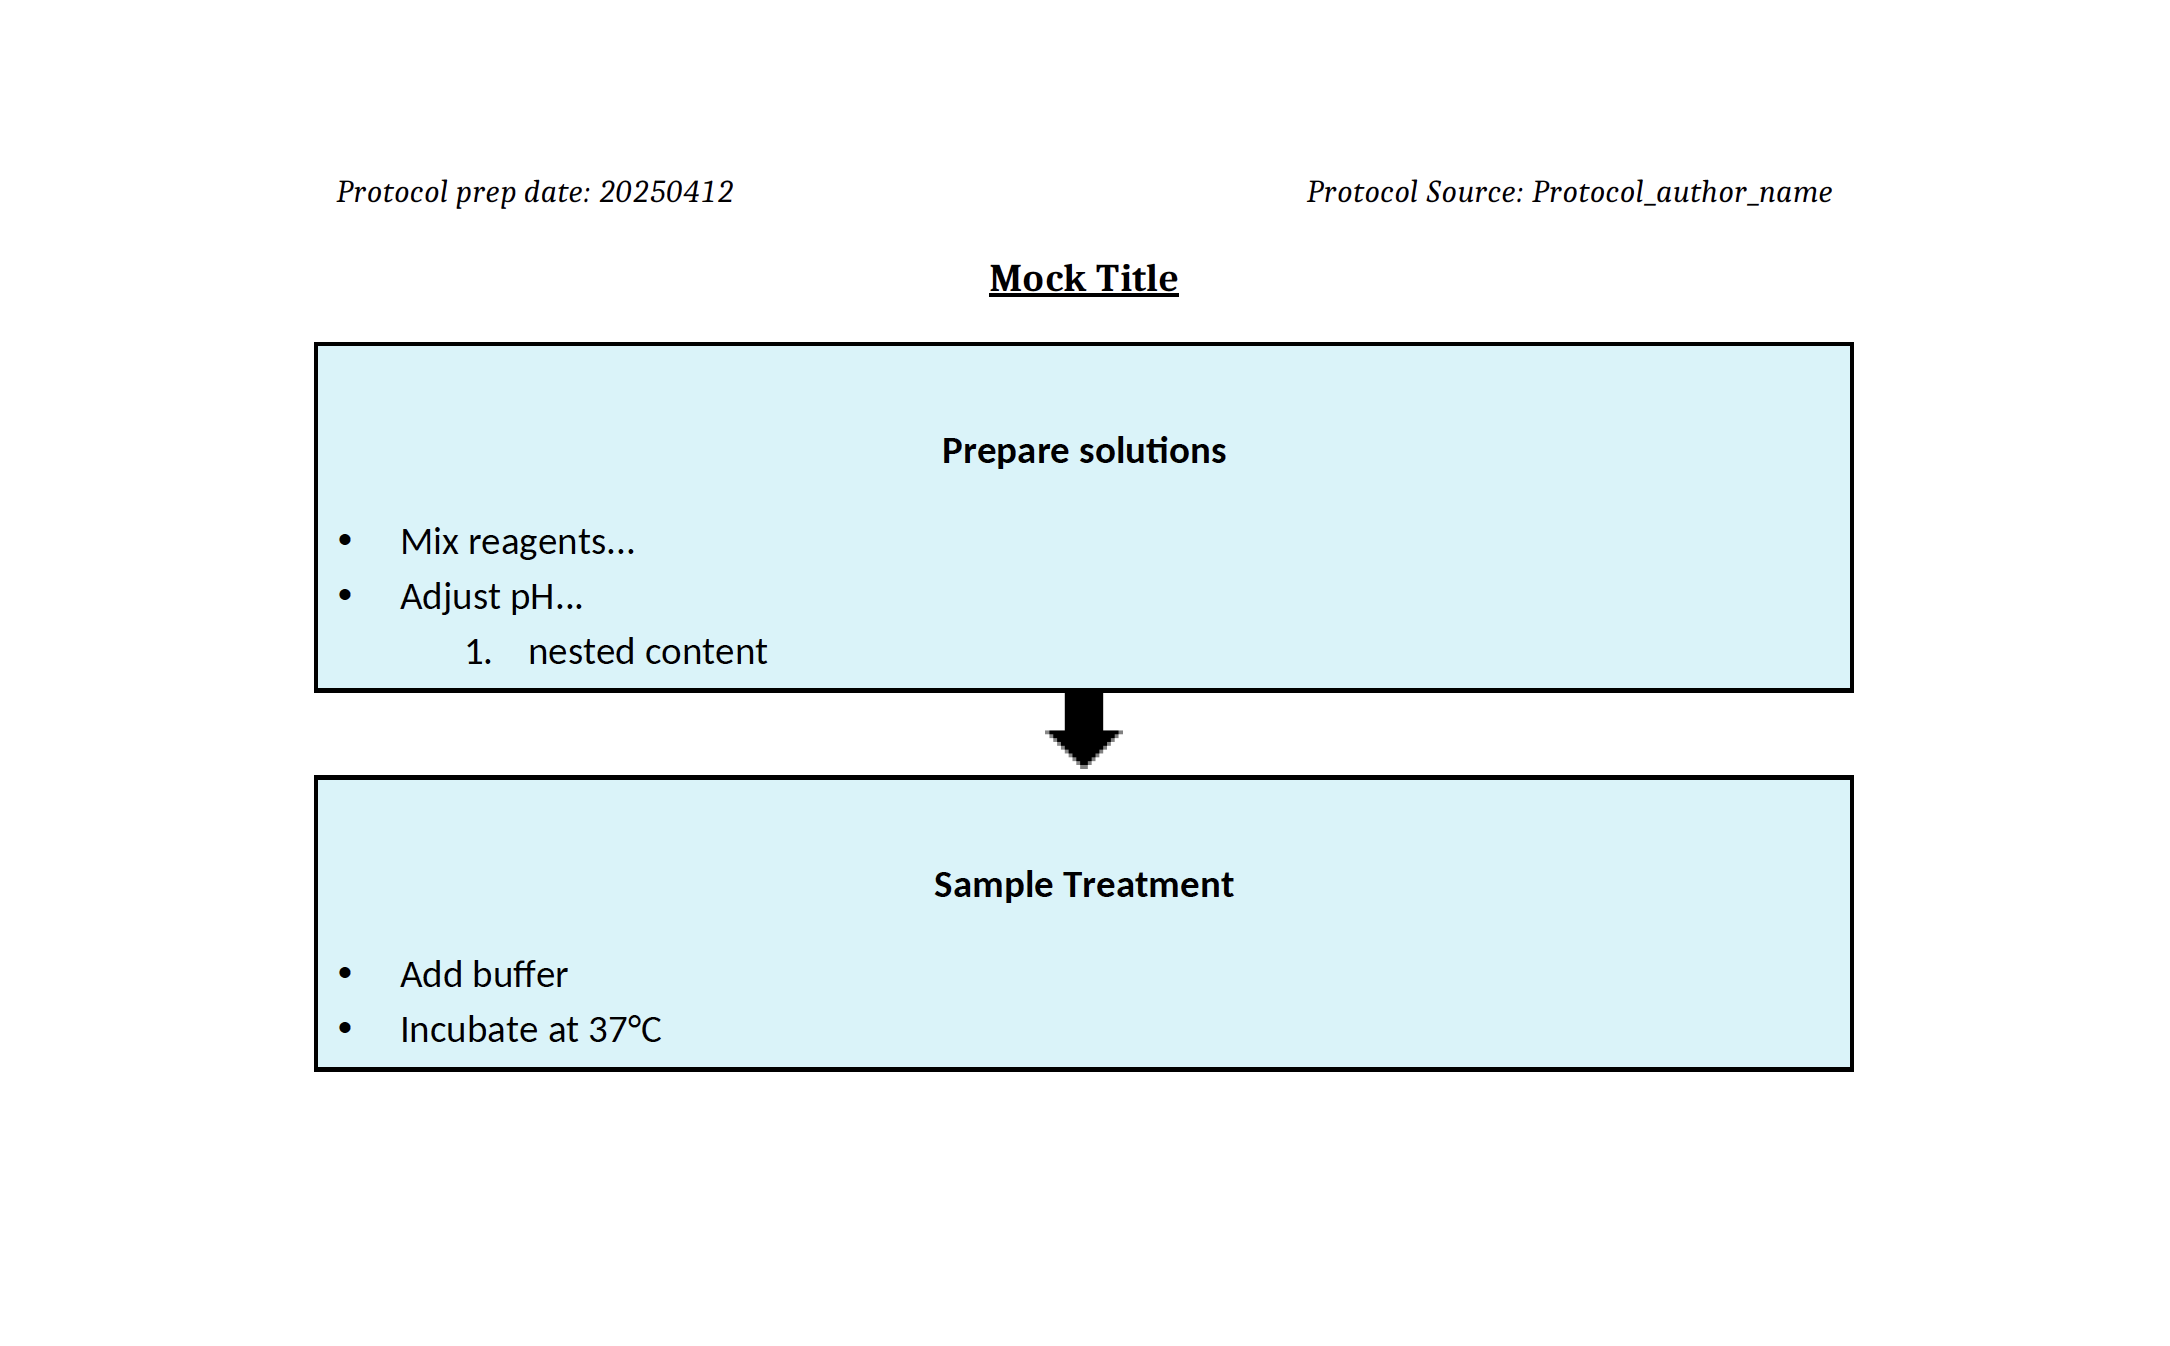 Protocol prep date: 20250412 Protocol Source: Protocol_author_name
Mock Title
Prepare solutions
• Mix reagents...
• Adjust pH...
1. nested content
Sample Treatment
• Add buffer
• Incubate at 37°C